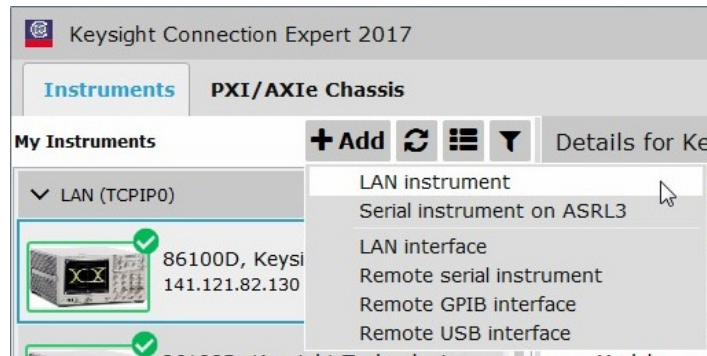 Keysight Connection Expert 2017
Instruments PXI/AXIe Chassis
My Instruments Add Details for Ke
LAN (TCPIP0)
LAN instrument
Serial instrument on ASRL3
LAN interface
Remote serial instrument
Remote GPIB interface
Remote USB interface
86100D, Keysi
141.121.82.130